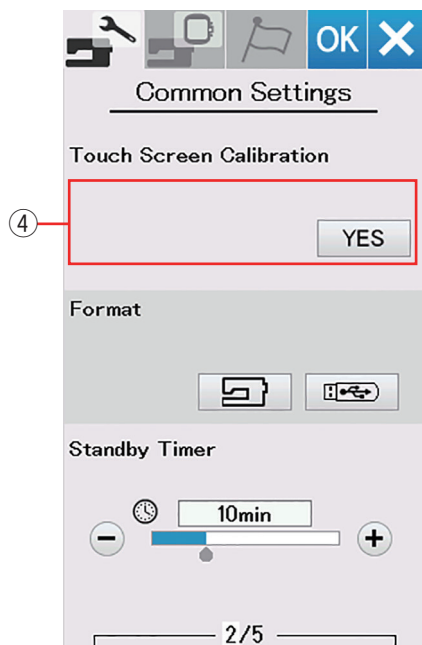 OK X
Common Settings
Touch Screen Calibration
④
YES
Format
Standby Timer
10min
− +
2/5